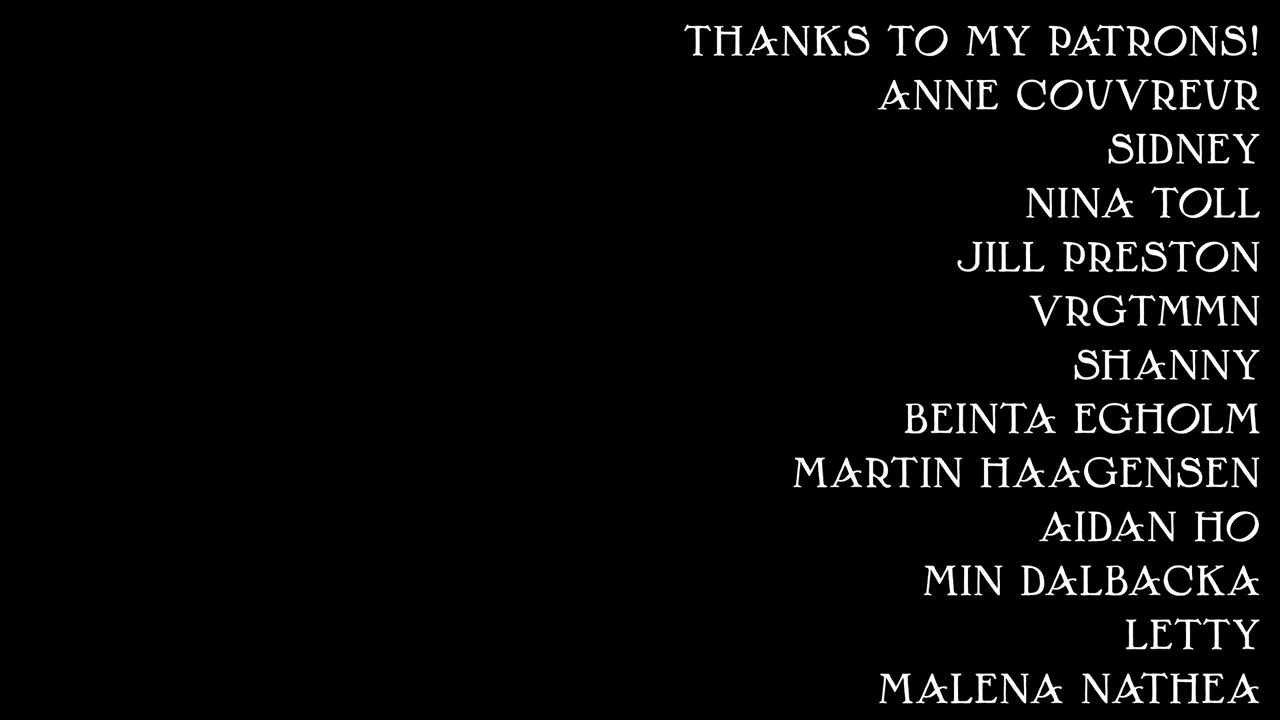 THANKS TO MY PATRONS!
ANNE COUVREUR
SIDNEY
NINA TOLL
JILL PRESTON
VRGTMMN
SHANNY
BEINTA EGHOLM
MARTIN HAAGENSEN
AIDAN HO
MIN DALBACKA
LETTY
MALENA NATHEA